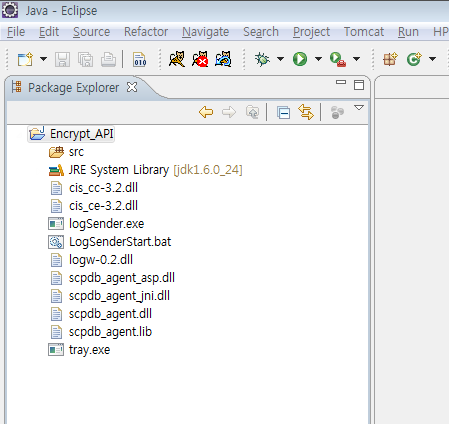 Java - Eclipse
File Edit Source Refactor Navigate Search Project Tomcat Run HP
010
Package Explorer
Encrypt_API
src
JRE System Library [jdk1.6.0_24]
cis_cc-3.2.dll
cis_ce-3.2.dll
logSender.exe
LogSenderStart.bat
logw-0.2.dll
scpdb_agent_asp.dll
scpdb_agent_jni.dll
scpdb_agent.dll
scpdb_agent.lib
tray.exe